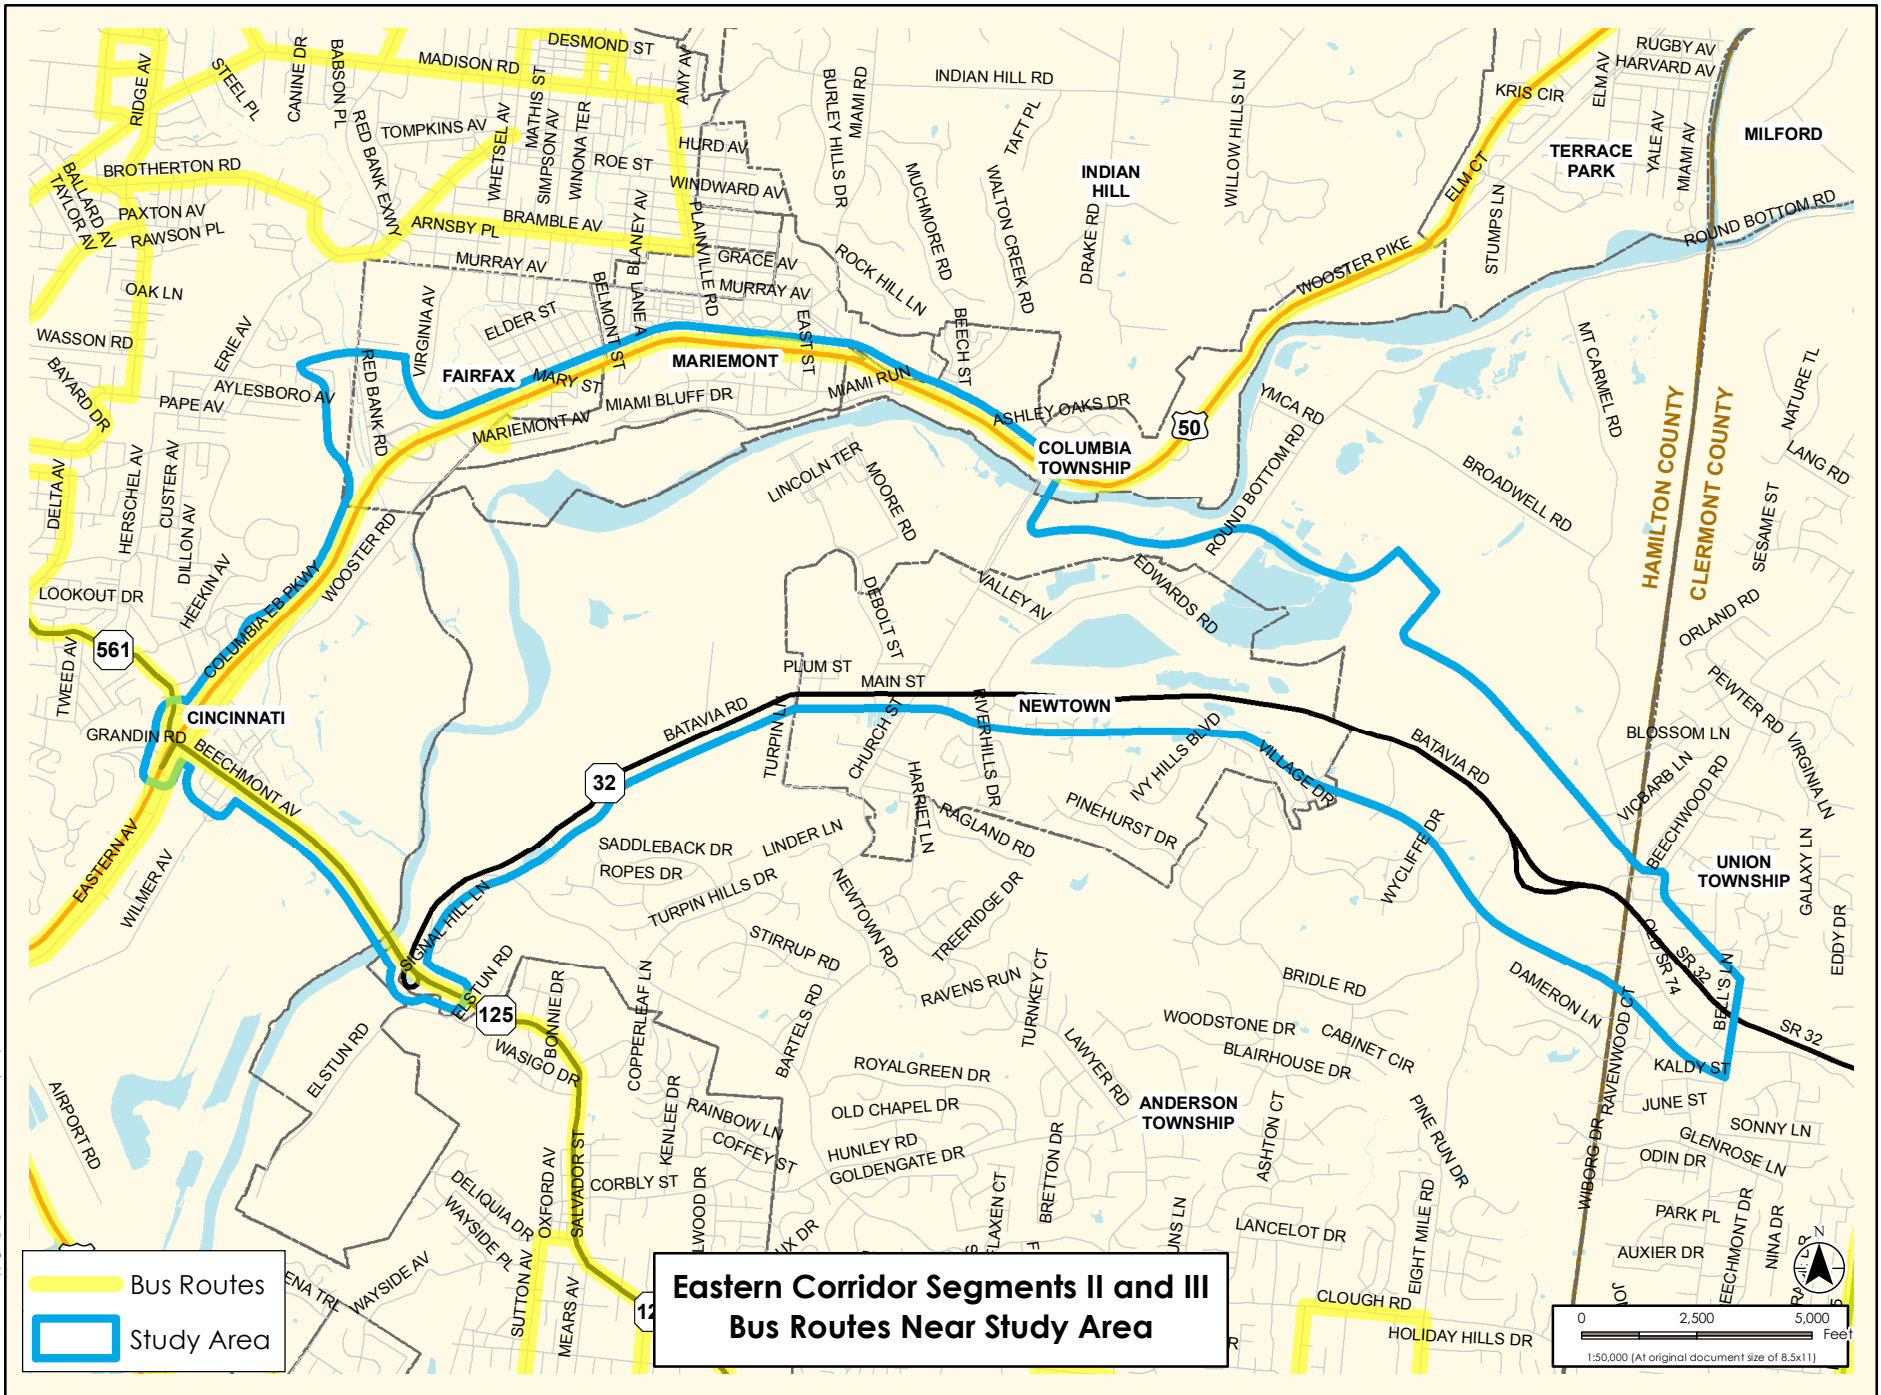 DESMOND ST
MADISON RD
RIDGE AV
STEEL PL
CANINE DR
BABSON PL
RED BANK EXWY
TOMPKINS AV
WHETSEL AV
MATHIS ST
SIMPSON AV
WINONA TER
AMY AV
ROE ST
HURD AV
WINDWARD AV
BROTHERTON RD
BALLARD AV
TAYLOR AV
PAXTON AV
RAWSON PL
ARNSBY PL
BRAMBLE AV
BLANEY AV
PLAINVILLE RD
GRACE AV
MURRAY AV
MURRAY AV
OAK LN
WASSON RD
BAYARD DR
ERIE AV
VIRGINIA AV
ELDER ST
BELMONT ST
EAST ST
BURLEY HILLS DR
MIAMI RD
INDIAN HILL RD
TAFT PL
MUCHMORE RD
WALTON CREEK RD
DRAKE RD
INDIAN
HILL
WILLOW HILLS LN
ROCK HILL LN
BEECH ST
KRIS CIR
ELM AV
RUGBY AV
HARVARD AV
YALE AV
MIAMI AV
TERRACE
PARK
MILFORD
ELM CT
STUMPS LN
ROUND BOTTOM RD
WOOSTER PIKE
FAIRFAX
MARY ST
MARIEMONT
MIAMI BLUFF DR
MIAMI RUN
MARIEMONT AV
RED BANK RD
AYLESBORO AV
PAPE AV
HERSCHEL AV
CUSTER AV
DILLON AV
DELTA AV
HEEKIN AV
LOOKOUT DR
ASHLEY OAKS DR
COLUMBIA
TOWNSHIP
50
YMCA RD
ROUND BOTTOM RD
BROADWELL RD
MT CARMEL RD
HAMILTON COUNTY
CLERMONT COUNTY
NATURE TL
LANG RD
SESAME ST
LINCOLN TER
MOORE RD
WOOSTER RD
COLUMBIA EB PKWY
561
TWEED AV
GRANDIN RD
CINCINNATI
BEECHMONT AV
EASTERN AV
WILMER AV
DEBOLT ST
VALLEY AV
EDWARDS RD
PLUM ST
MAIN ST
BATAVIA RD
TURPIN LN
CHURCH ST
RIVERHILLS DR
NEWTOWN
IVY HILLS BLVD
VILLAGE DR
BATAVIA RD
32
HARRIET LN
RAGLAND RD
PINEHURST DR
WYCLIFFE DR
ORLAND RD
PEWTER RD
BLOSSOM LN
VIRGINIA LN
VICBARB LN
BEECHWOOD RD
UNION
TOWNSHIP
GALAXY LN
EDDY DR
SADDLEBACK DR
LINDER LN
ROPES DR
TURPIN HILLS DR
NEWTOWN RD
STIRRUP RD
TREERIDGE DR
RAVENS RUN
TURNKEY CT
SIGNAL HILL LN
ELSTUN RD
125
BONNIE DR
WASIGO DR
COPPERLEAF LN
BARTELS RD
LAWYER RD
BRIDLE RD
WOODSTONE DR
CABINET CIR
BLAIRHOUSE DR
DAMERON LN
OLD SR 74
SR 32
BELL'S LN
SR 32
RAVENWOOD CT
KALDY ST
JUNE ST
SONNY LN
GLENROSE LN
ODIN DR
WIBORG DR
PARK PL
AUXIER DR
NINA DR
AIRPORT RD
ELSTUN RD
ROYALGREEN DR
OLD CHAPEL DR
HUNLEY RD
GOLDENGATE DR
ANDERSON
TOWNSHIP
ASHTON CT
PINE RUN DR
RAINBOW LN
COFFEY ST
KENLEE DR
CORBLY ST
SALVADOR ST
OXFORD AV
DELIQUIA DR
WAYSIDE PL
WAYSIDE AV
ENA TRL
SUTTON AV
MEARS AV
LWOOD DR
UX DR
FLAXEN CT
BRETTON DR
UNS LN
LANCELOT DR
EIGHT MILE RD
CLOUGH RD
HOLIDAY HILLS DR
EECHMONT DR
Bus Routes
Study Area
Eastern Corridor Segments II and III
Bus Routes Near Study Area
N
0 2,500 5,000
Feet
1:50,000 (At original document size of 8.5x11)